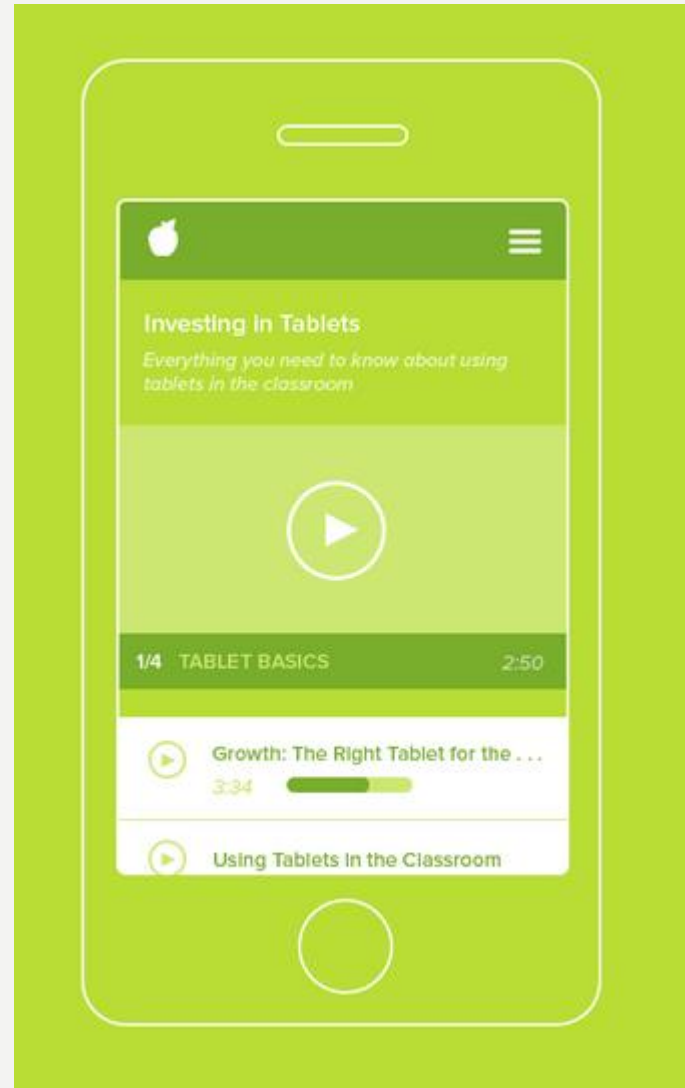 Investing in Tablets
Everything you need to know about using
tablets in the classroom
1/4 TABLET BASICS 2:50
Growth: The Right Tablet for the . . .
3:34
Using Tablets in the Classroom